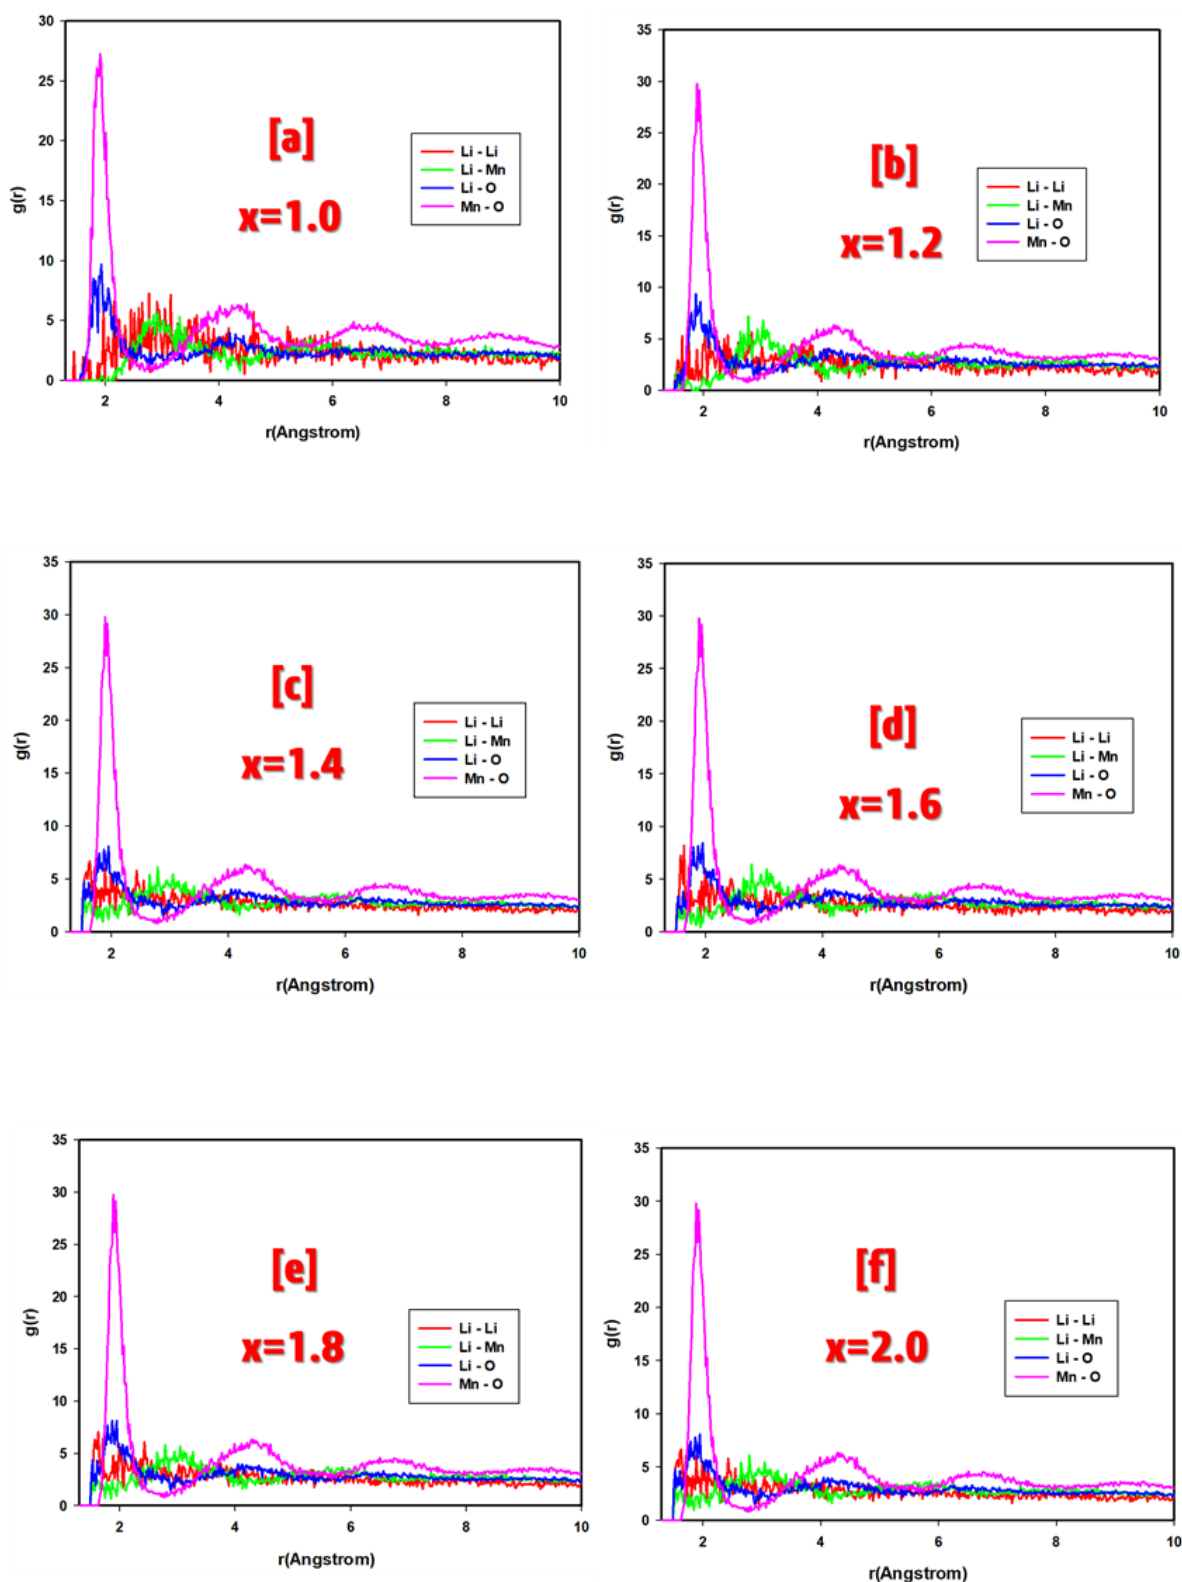 30
25
20
15
10
5
0
g(r)
[a]
x=1.0
Li - Li
Li - Mn
Li - O
Mn - O
2 4 6 8 10
r(Angstrom)
35
30
25
20
15
10
5
0
g(r)
[b]
x=1.2
Li - Li
Li - Mn
Li - O
Mn - O
2 4 6 8 10
r(Angstrom)
35
30
25
20
15
10
5
0
g(r)
[c]
x=1.4
Li - Li
Li - Mn
Li - O
Mn - O
2 4 6 8 10
r(Angstrom)
35
30
25
20
15
10
5
0
g(r)
[d]
x=1.6
Li - Li
Li - Mn
Li - O
Mn - O
2 4 6 8 10
r(Angstrom)
35
30
25
20
15
10
5
0
g(r)
[e]
x=1.8
Li - Li
Li - Mn
Li - O
Mn - O
2 4 6 8 10
r(Angstrom)
35
30
25
20
15
10
5
0
g(r)
[f]
x=2.0
Li - Li
Li - Mn
Li - O
Mn - O
2 4 6 8 10
r(Angstrom)